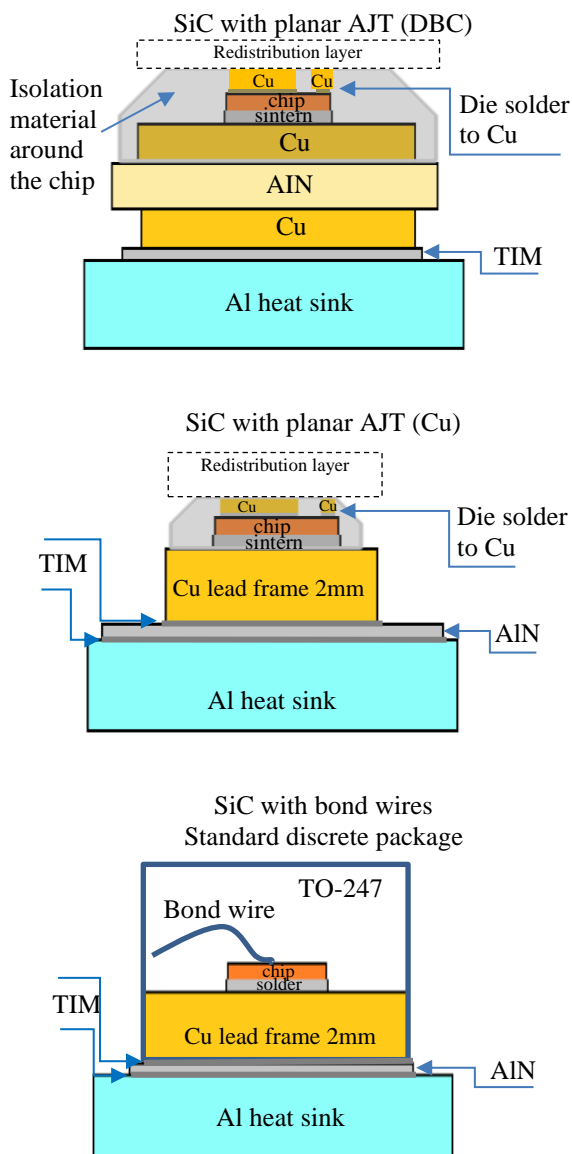 SiC with planar AJT (DBC)
Redistribution layer
Isolation
material
around
the chip
Cu
Cu
chip
sintern
Die solder
to Cu
Cu
AIN
Cu
TIM
Al heat sink
SiC with planar AJT (Cu)
Redistribution layer
Cu
Cu
chip
sintern
Die solder
to Cu
TIM
Cu lead frame 2mm
AlN
Al heat sink
SiC with bond wires
Standard discrete package
TO-247
Bond wire
chip
solder
TIM
Cu lead frame 2mm
AlN
Al heat sink